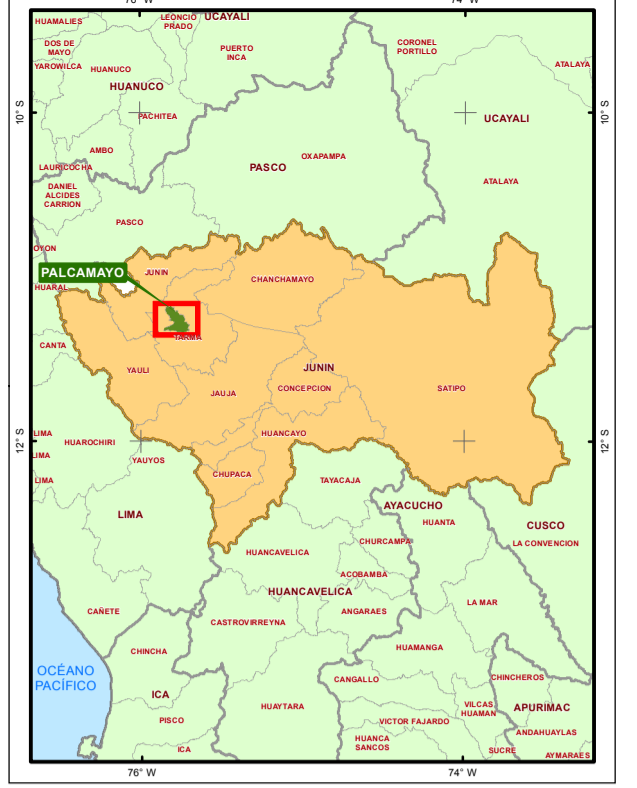 76° W
74° W
HUAMALIES
LEONCIO
PRADO
UCAYALI
DOS DE
MAYO
PUERTO
INCA
CORONEL
PORTILLO
YAROWILCA
HUANUCO
ATALAYA
HUANUCO
10° S
10° S
PACHITEA
UCAYALI
AMBO
OXAPAMPA
LAURICOCHA
PASCO
ATALAYA
DANIEL
ALCIDES
CARRION
PASCO
OYON
PALCAMAYO
JUNIN
CHANCHAMAYO
HUARAL
TARMA
CANTA
YAULI
JUNIN
JAUJA
CONCEPCION
SATIPO
LIMA
HUAROCHIRI
HUANCAYO
12° S
12° S
LIMA
YAUYOS
CHUPACA
LIMA
TAYACAJA
LIMA
AYACUCHO
HUANTA
CUSCO
CHURCAMPA
LA CONVENCION
HUANCAVELICA
ACOBAMBA
HUANCAVELICA
LA MAR
CAÑETE
ANGARAES
CASTROVIRREYNA
HUAMANGA
CHINCHA
OCÉANO
PACÍFICO
CANGALLO
CHINCHEROS
ICA
HUAYTARA
VILCAS
HUAMAN
APURIMAC
PISCO
VICTOR FAJARDO
ANDAHUAYLAS
HUANCA
SANCOS
ICA
SUCRE
AYMARAES
76° W
74° W